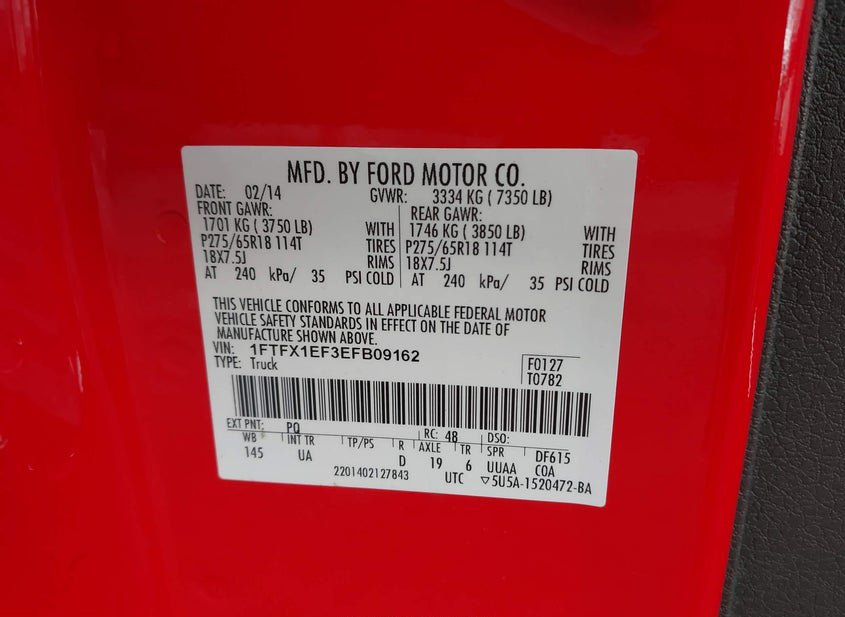 MFD. BY FORD MOTOR CO.
DATE: 02/14 GVWR: 3334 KG ( 7350 LB)
FRONT GAWR: REAR GAWR:
1701 KG ( 3750 LB) WITH 1746 KG ( 3850 LB) WITH
P275/65R18 114T TIRES P275/65R18 114T TIRES
18X7.5J RIMS 18X7.5J RIMS
AT 240 kPa/ 35 PSI COLD AT 240 kPa/ 35 PSI COLD
THIS VEHICLE CONFORMS TO ALL APPLICABLE FEDERAL MOTOR
VEHICLE SAFETY STANDARDS IN EFFECT ON THE DATE OF
MANUFACTURE SHOWN ABOVE.
VIN: 1FTFX1EF3EFB09162 F0127
TYPE: Truck T0782
EXT PNT: PQ RC: 48 DSO:
WB INT TR TP/PS R AXLE TR SPR DF615
145 UA D 19 6 UUAA COA
2201402127843 UTC ▽5U5A-1520472-BA